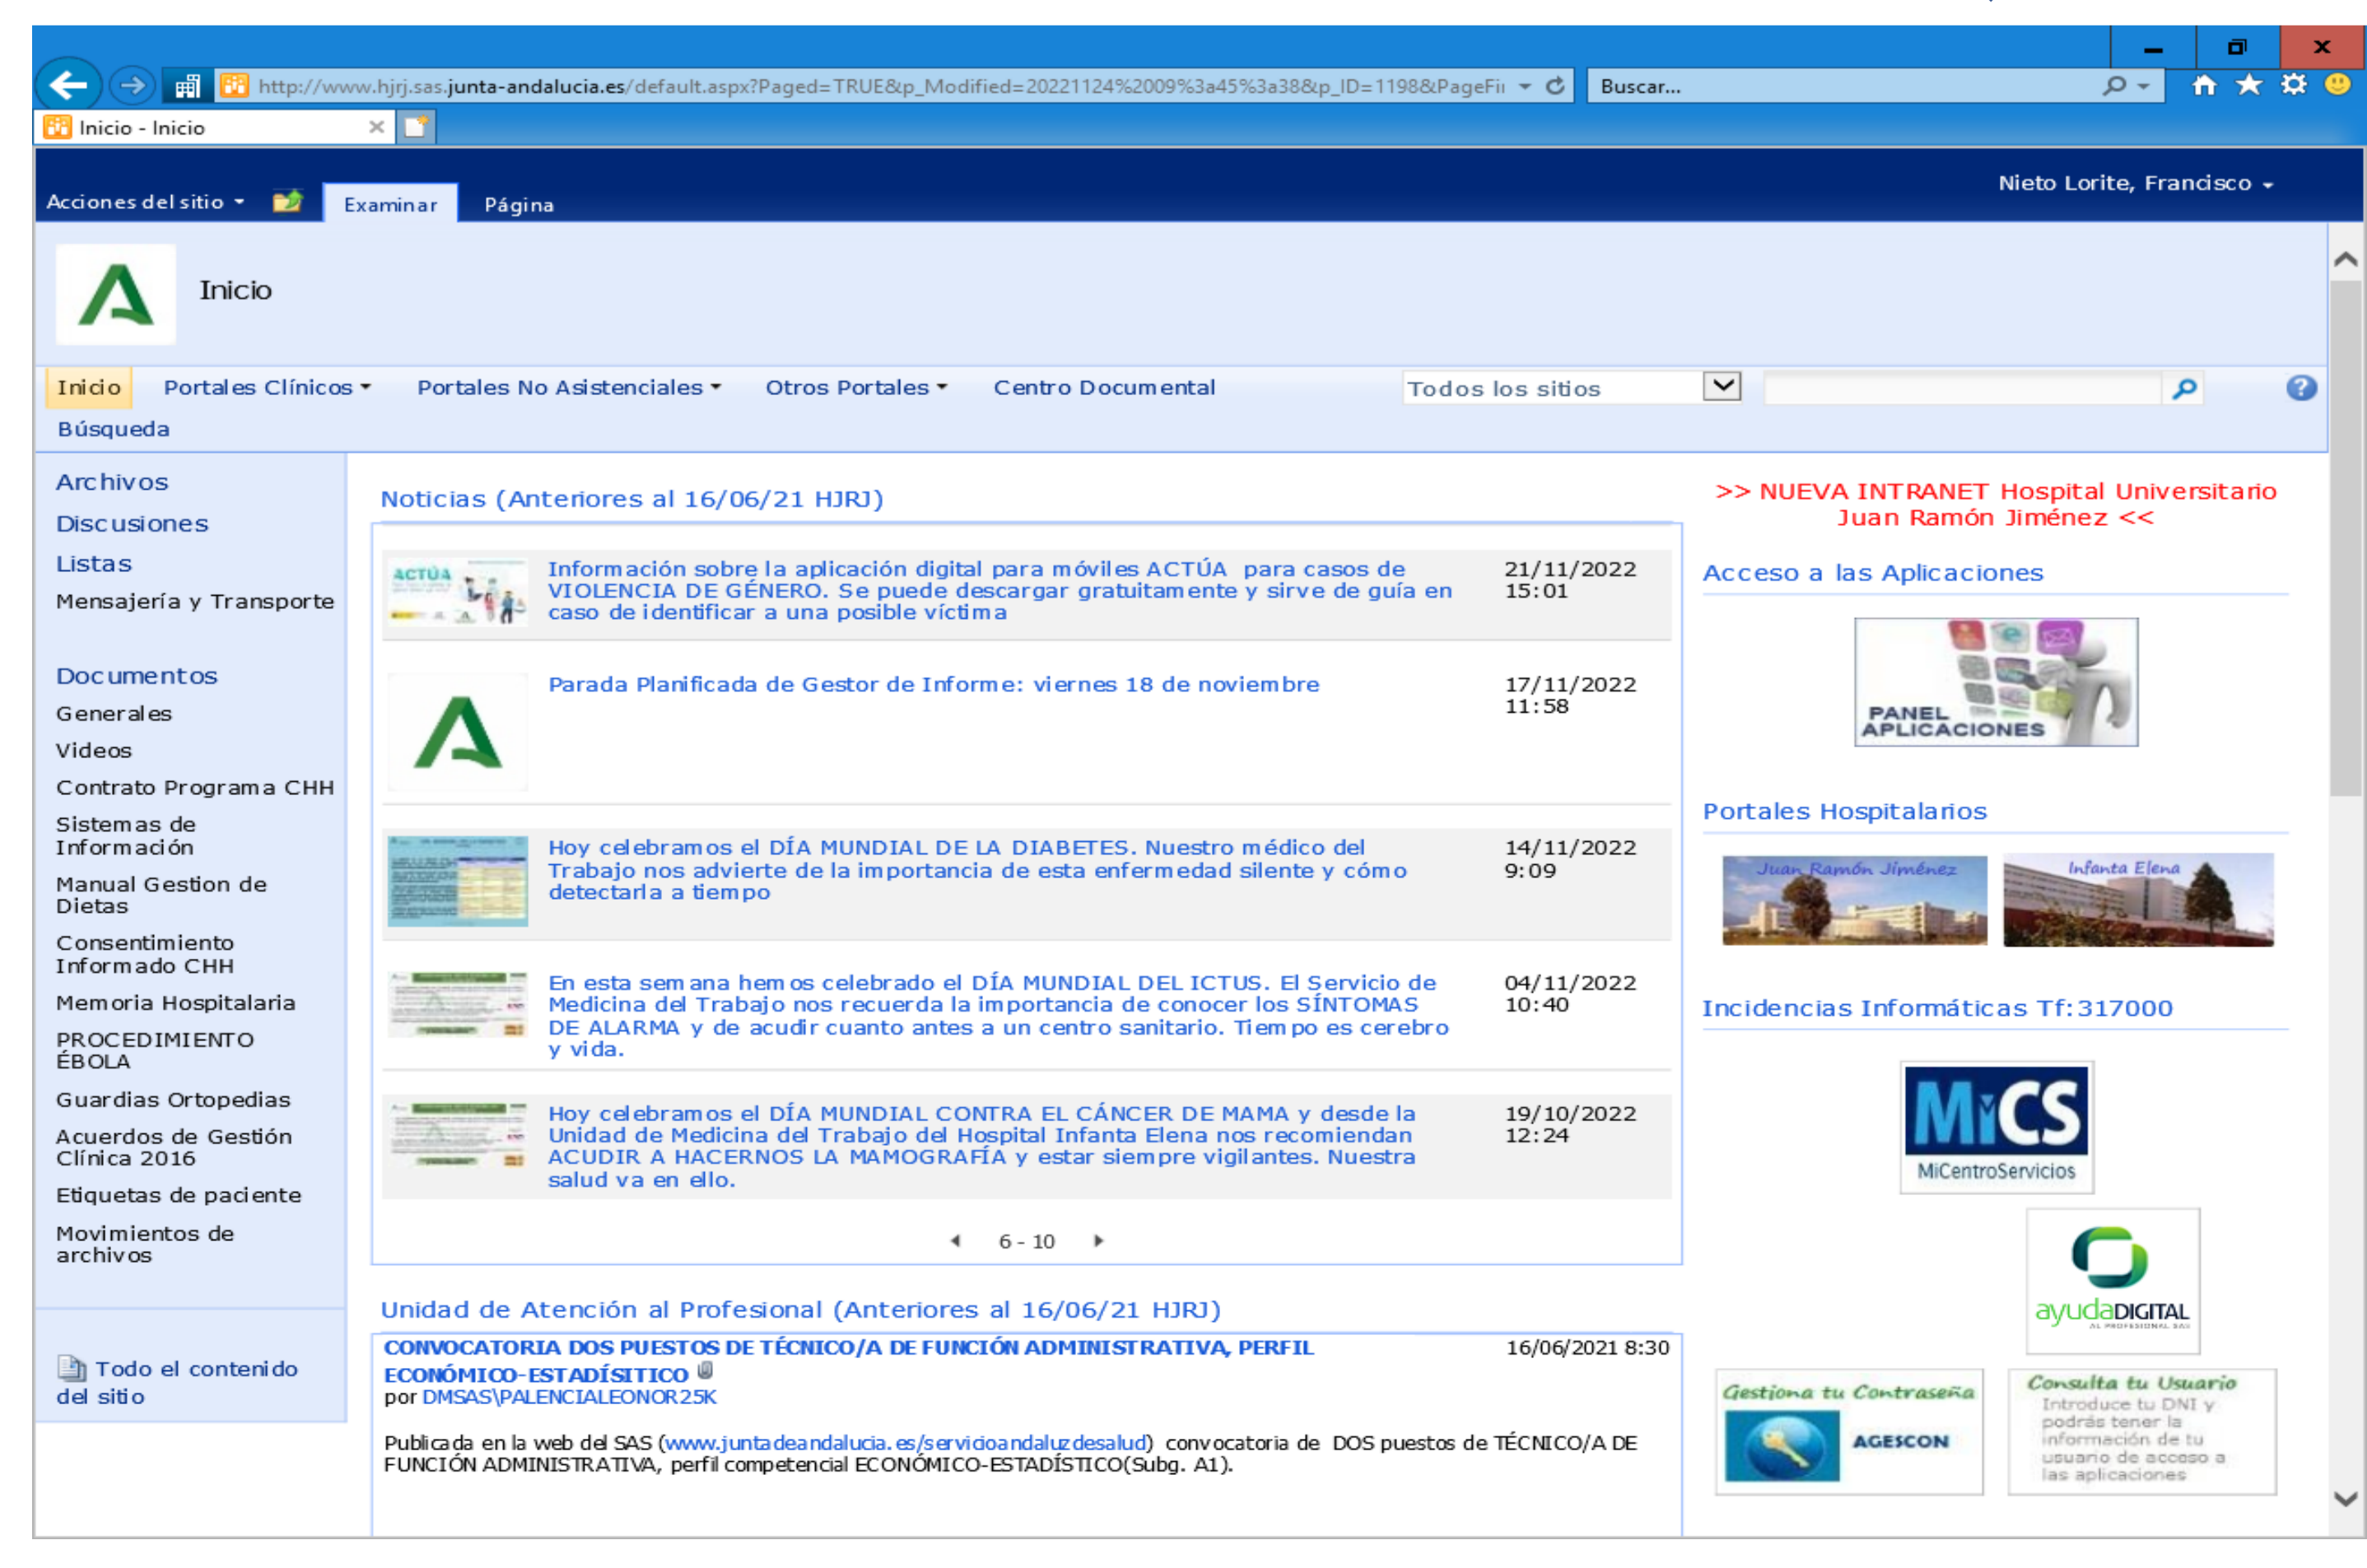 http://www.hjrj.sas.junta-andalucia.es/default.aspx?Paged=TRUE&p_Modified=20221124%2009%3a45%3a38&p_ID=1198&PageFii
Buscar...
Inicio - Inicio
Nieto Lorite, Francisco
Acciones del sitio
Examinar
Página
Inicio
Inicio
Portales Clínicos
Portales No Asistenciales
Otros Portales
Centro Documental
Todos los sitios
Búsqueda
Archivos
Discusiones
Listas
Mensajería y Transporte
Documentos
Generales
Videos
Contrato Programa CHH
Sistemas de
Información
Manual Gestion de
Dietas
Consentimiento
Informado CHH
Memoria Hospitalaria
PROCEDIMIENTO
ÉBOLA
Guardias Ortopedias
Acuerdos de Gestión
Clínica 2016
Etiquetas de paciente
Movimientos de
archivos
Todo el contenido
del sitio
Noticias (Anteriores al 16/06/21 HJRJ)
ACTÚA
Información sobre la aplicación digital para móviles ACTÚA para casos de
VIOLENCIA DE GÉNERO. Se puede descargar gratuitamente y sirve de guía en
caso de identificar a una posible víctima
21/11/2022
15:01
Parada Planificada de Gestor de Informe: viernes 18 de noviembre
17/11/2022
11:58
Hoy celebramos el DÍA MUNDIAL DE LA DIABETES. Nuestro médico del
Trabajo nos advierte de la importancia de esta enfermedad silente y cómo
detectarla a tiempo
14/11/2022
9:09
En esta semana hemos celebrado el DÍA MUNDIAL DEL ICTUS. El Servicio de
Medicina del Trabajo nos recuerda la importancia de conocer los SÍNTOMAS
DE ALARMA y de acudir cuanto antes a un centro sanitario. Tiempo es cerebro
y vida.
04/11/2022
10:40
Hoy celebramos el DÍA MUNDIAL CONTRA EL CÁNCER DE MAMA y desde la
Unidad de Medicina del Trabajo del Hospital Infanta Elena nos recomiendan
ACUDIR A HACERNOS LA MAMOGRAFÍA y estar siempre vigilantes. Nuestra
salud va en ello.
19/10/2022
12:24
6 - 10
Unidad de Atención al Profesional (Anteriores al 16/06/21 HJRJ)
CONVOCATORIA DOS PUESTOS DE TÉCNICO/A DE FUNCIÓN ADMINISTRATIVA, PERFIL
ECONÓMICO-ESTADÍSITICO
16/06/2021 8:30
por DMSAS\PALENCIALEONOR25K
Publicada en la web del SAS (www.juntadeandalucia.es/servicioandaluzdesalud) convocatoria de DOS puestos de TÉCNICO/A DE
FUNCIÓN ADMINISTRATIVA, perfil competencial ECONÓMICO-ESTADÍSTICO(Subg. A1).
>> NUEVA INTRANET Hospital Universitario
Juan Ramón Jiménez <<
Acceso a las Aplicaciones
PANEL
APLICACIONES
Portales Hospitalarios
Juan Ramón Jiménez
Infanta Elena
Incidencias Informáticas Tf:317000
MiCS
MiCentroServicios
ayudaDIGITAL
AL PROFESIONAL SAS
Gestiona tu Contraseña
AGESCON
Consulta tu Usuario
Introduce tu DNI y
podrás tener la
información de tu
usuario de acceso a
las aplicaciones